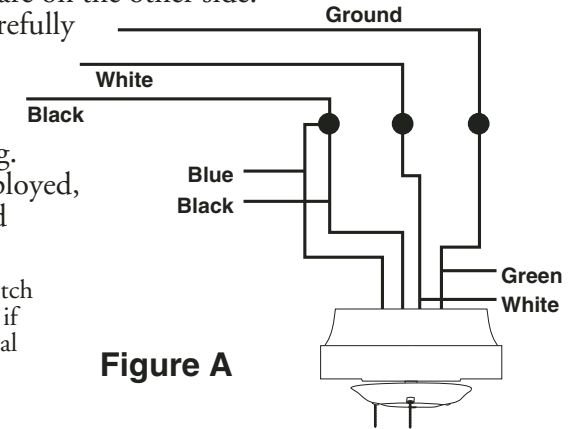 are on the other side.
refully
g.
ployed,
d
tch
if
al
Ground
White
Black
Blue
Black
Green
White
Figure A